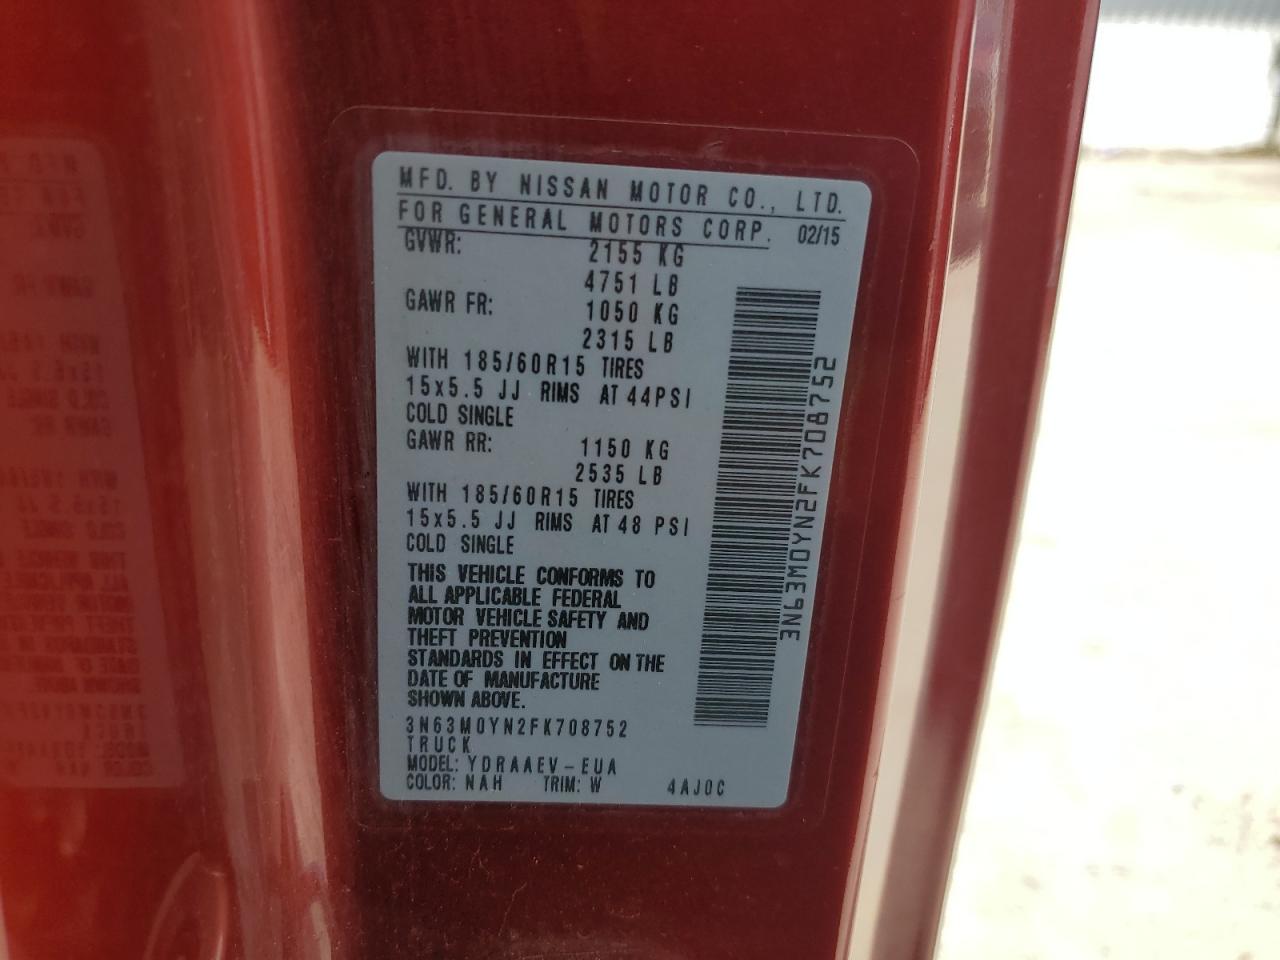 MFD. BY NISSAN MOTOR CO., LTD.
FOR GENERAL MOTORS CORP. 02/15
GVWR: 2155 KG
4751 LB
GAWR FR: 1050 KG
2315 LB
WITH 185/60R15 TIRES
15x5.5 JJ RIMS AT 44PSI
COLD SINGLE
GAWR RR: 1150 KG
2535 LB
WITH 185/60R15 TIRES
15x5.5 JJ RIMS AT 48 PSI
COLD SINGLE
THIS VEHICLE CONFORMS TO
ALL APPLICABLE FEDERAL
MOTOR VEHICLE SAFETY AND
THEFT PREVENTION
STANDARDS IN EFFECT ON THE
DATE OF MANUFACTURE
SHOWN ABOVE.
3N63M0YN2FK708752
TRUCK
MODEL: YDRAAEV-EUA
COLOR: NAH TRIM: W 4AJ0C
3N63M0YN2FK708752